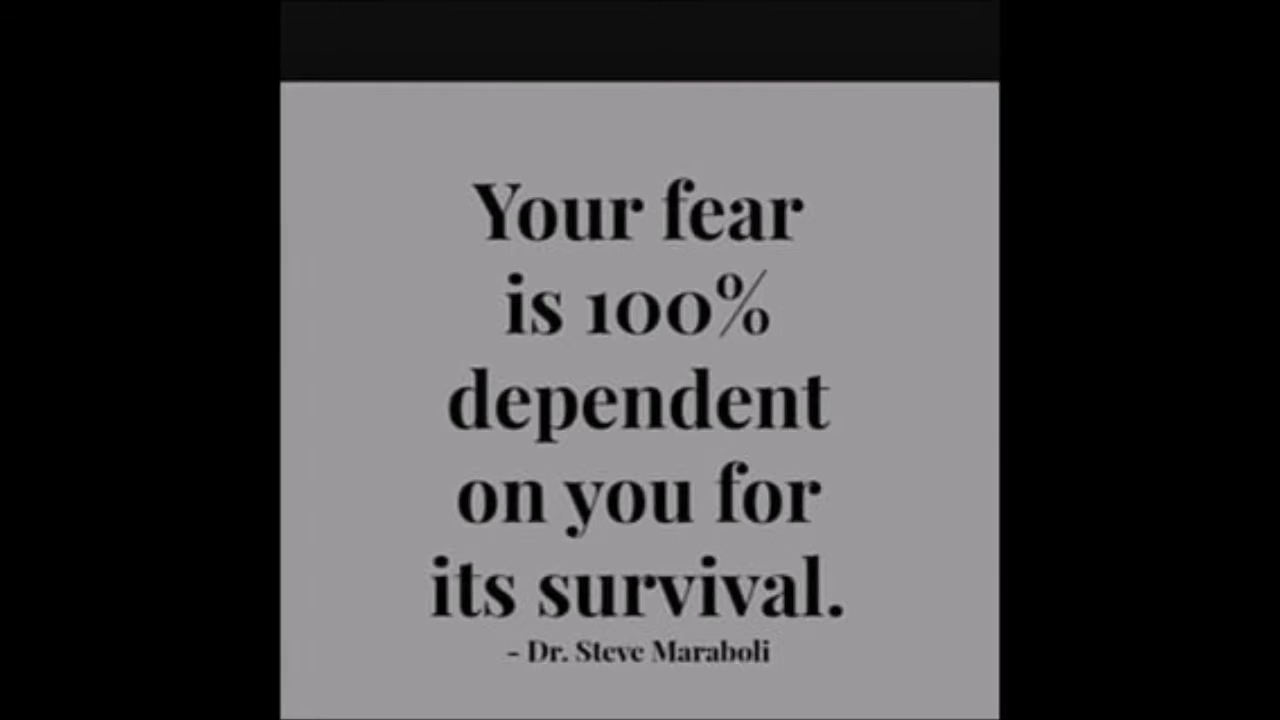 Your fear
is 100%
dependent
on you for
its survival.
- Dr. Steve Maraboli